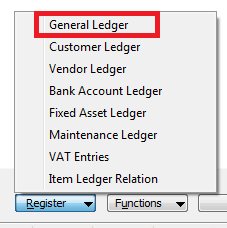 General Ledger
Customer Ledger
Vendor Ledger
Bank Account Ledger
Fixed Asset Ledger
Maintenance Ledger
VAT Entries
Item Ledger Relation
Register Functions